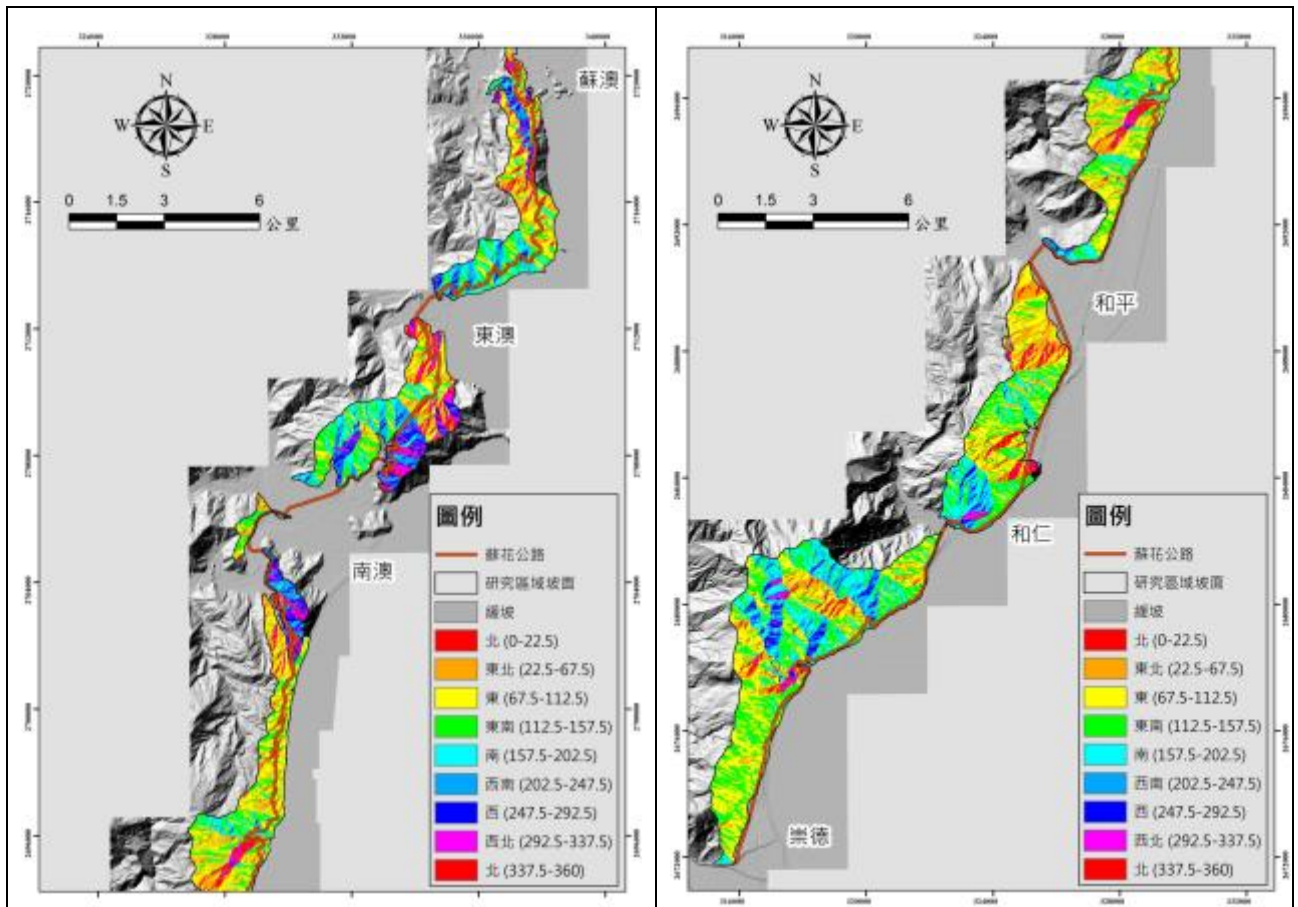 蘇澳
N
W E
S
0 1.5 3 6
公里
東澳
南澳
圖例
蘇花公路
研究區域坡面
緩坡
北 (0-22.5)
東北 (22.5-67.5)
東 (67.5-112.5)
東南 (112.5-157.5)
南 (157.5-202.5)
西南 (202.5-247.5)
西 (247.5-292.5)
西北 (292.5-337.5)
北 (337.5-360)
N
W E
S
0 1.5 3 6
公里
和平
和仁
崇德
圖例
蘇花公路
研究區域坡面
緩坡
北 (0-22.5)
東北 (22.5-67.5)
東 (67.5-112.5)
東南 (112.5-157.5)
南 (157.5-202.5)
西南 (202.5-247.5)
西 (247.5-292.5)
西北 (292.5-337.5)
北 (337.5-360)